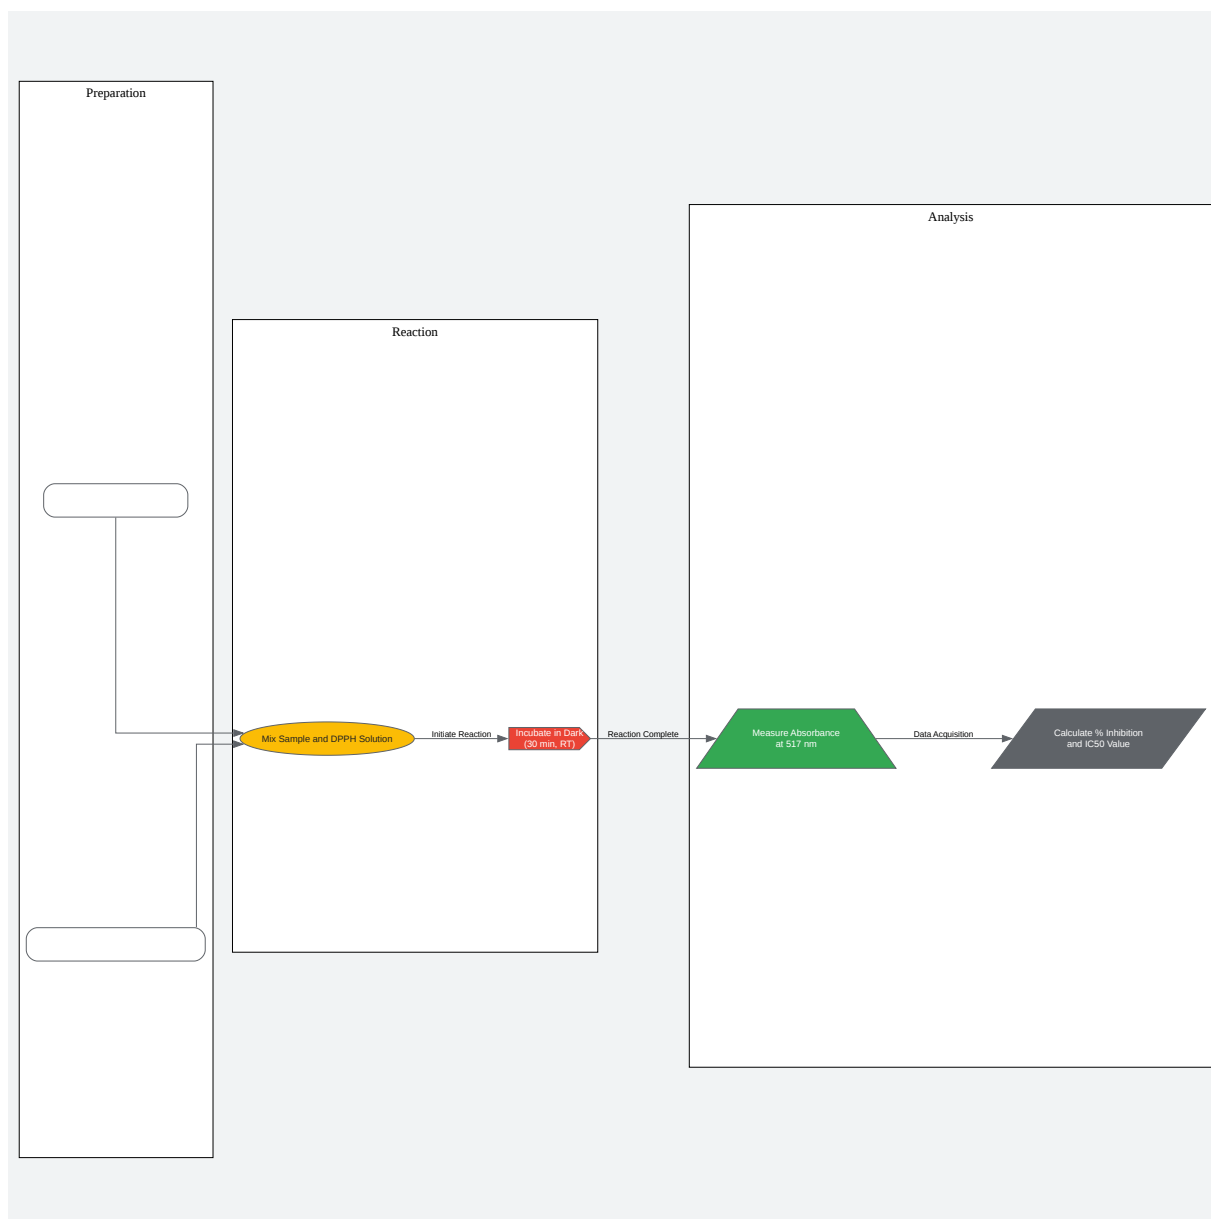 Preparation
Analysis
Reaction
Mix Sample and DPPH Solution
Initiate Reaction
Incubate in Dark
(30 min, RT)
Reaction Complete
Measure Absorbance
at 517 nm
Data Acquisition
Calculate % Inhibition
and IC50 Value